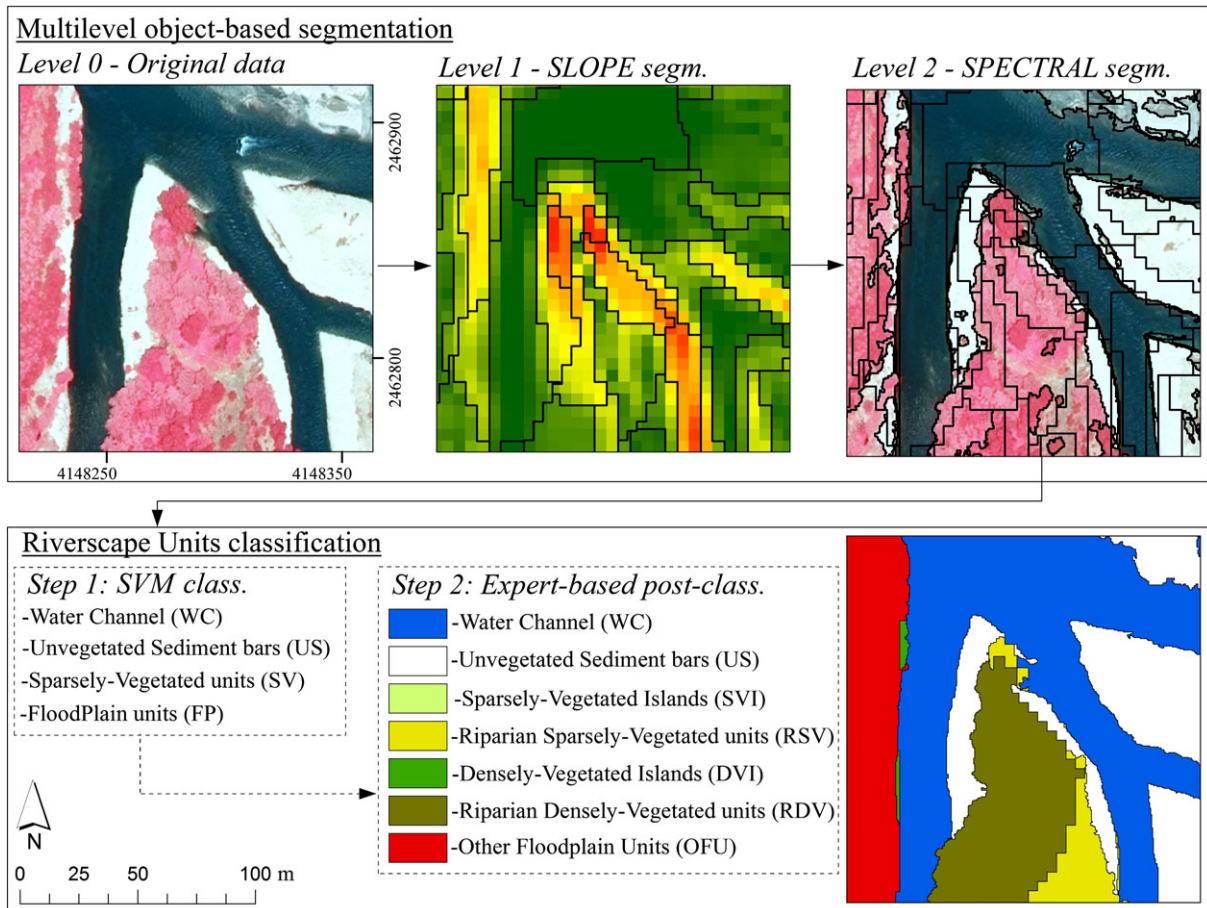 Multilevel object-based segmentation
Level 0 - Original data
Level 1 - SLOPE segm.
Level 2 - SPECTRAL segm.
2462900
2462800
4148250
4148350
Riverscape Units classification
Step 1: SVM class.
-Water Channel (WC)
-Unvegetated Sediment bars (US)
-Sparsely-Vegetated units (SV)
-FloodPlain units (FP)
Step 2: Expert-based post-class.
-Water Channel (WC)
-Unvegetated Sediment bars (US)
-Sparsely-Vegetated Islands (SVI)
-Riparian Sparsely-Vegetated units (RSV)
-Densely-Vegetated Islands (DVI)
-Riparian Densely-Vegetated units (RDV)
-Other Floodplain Units (OFU)
N
0 25 50 100 m